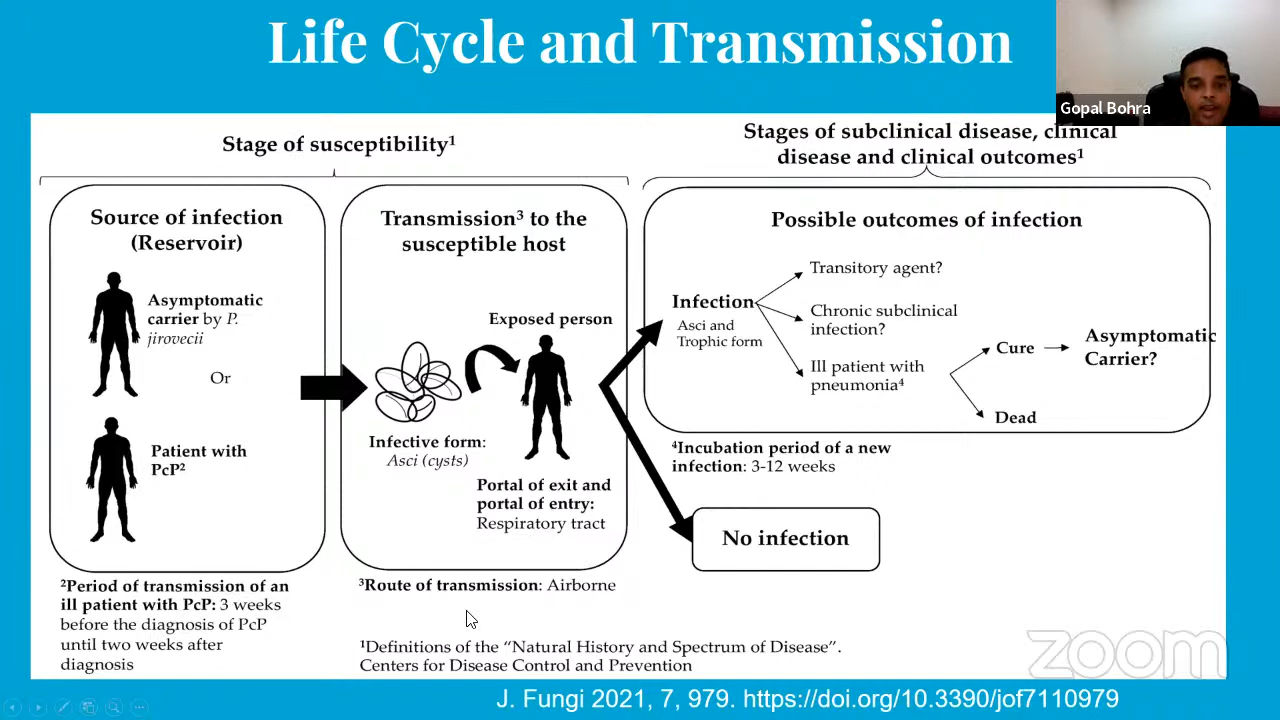 Life Cycle and Transmission
Gopal Bohra
Stage of susceptibility¹
Stages of subclinical disease, clinical
disease and clinical outcomes¹
Source of infection
(Reservoir)
Asymptomatic
carrier by P.
jirovecii
Or
Patient with
PcP²
²Period of transmission of an
ill patient with PcP: 3 weeks
before the diagnosis of PcP
until two weeks after
diagnosis
Transmission³ to the
susceptible host
Exposed person
Infective form:
Asci (cysts)
Portal of exit and
portal of entry:
Respiratory tract
³Route of transmission: Airborne
Possible outcomes of infection
Infection
Asci and
Trophic form
Transitory agent?
Chronic subclinical
infection?
Ill patient with
pneumonia⁴
Cure
Asymptomatic
Carrier?
Dead
⁴Incubation period of a new
infection: 3-12 weeks
No infection
¹Definitions of the “Natural History and Spectrum of Disease”.
Centers for Disease Control and Prevention
zoom
J. Fungi 2021, 7, 979. https://doi.org/10.3390/jof7110979